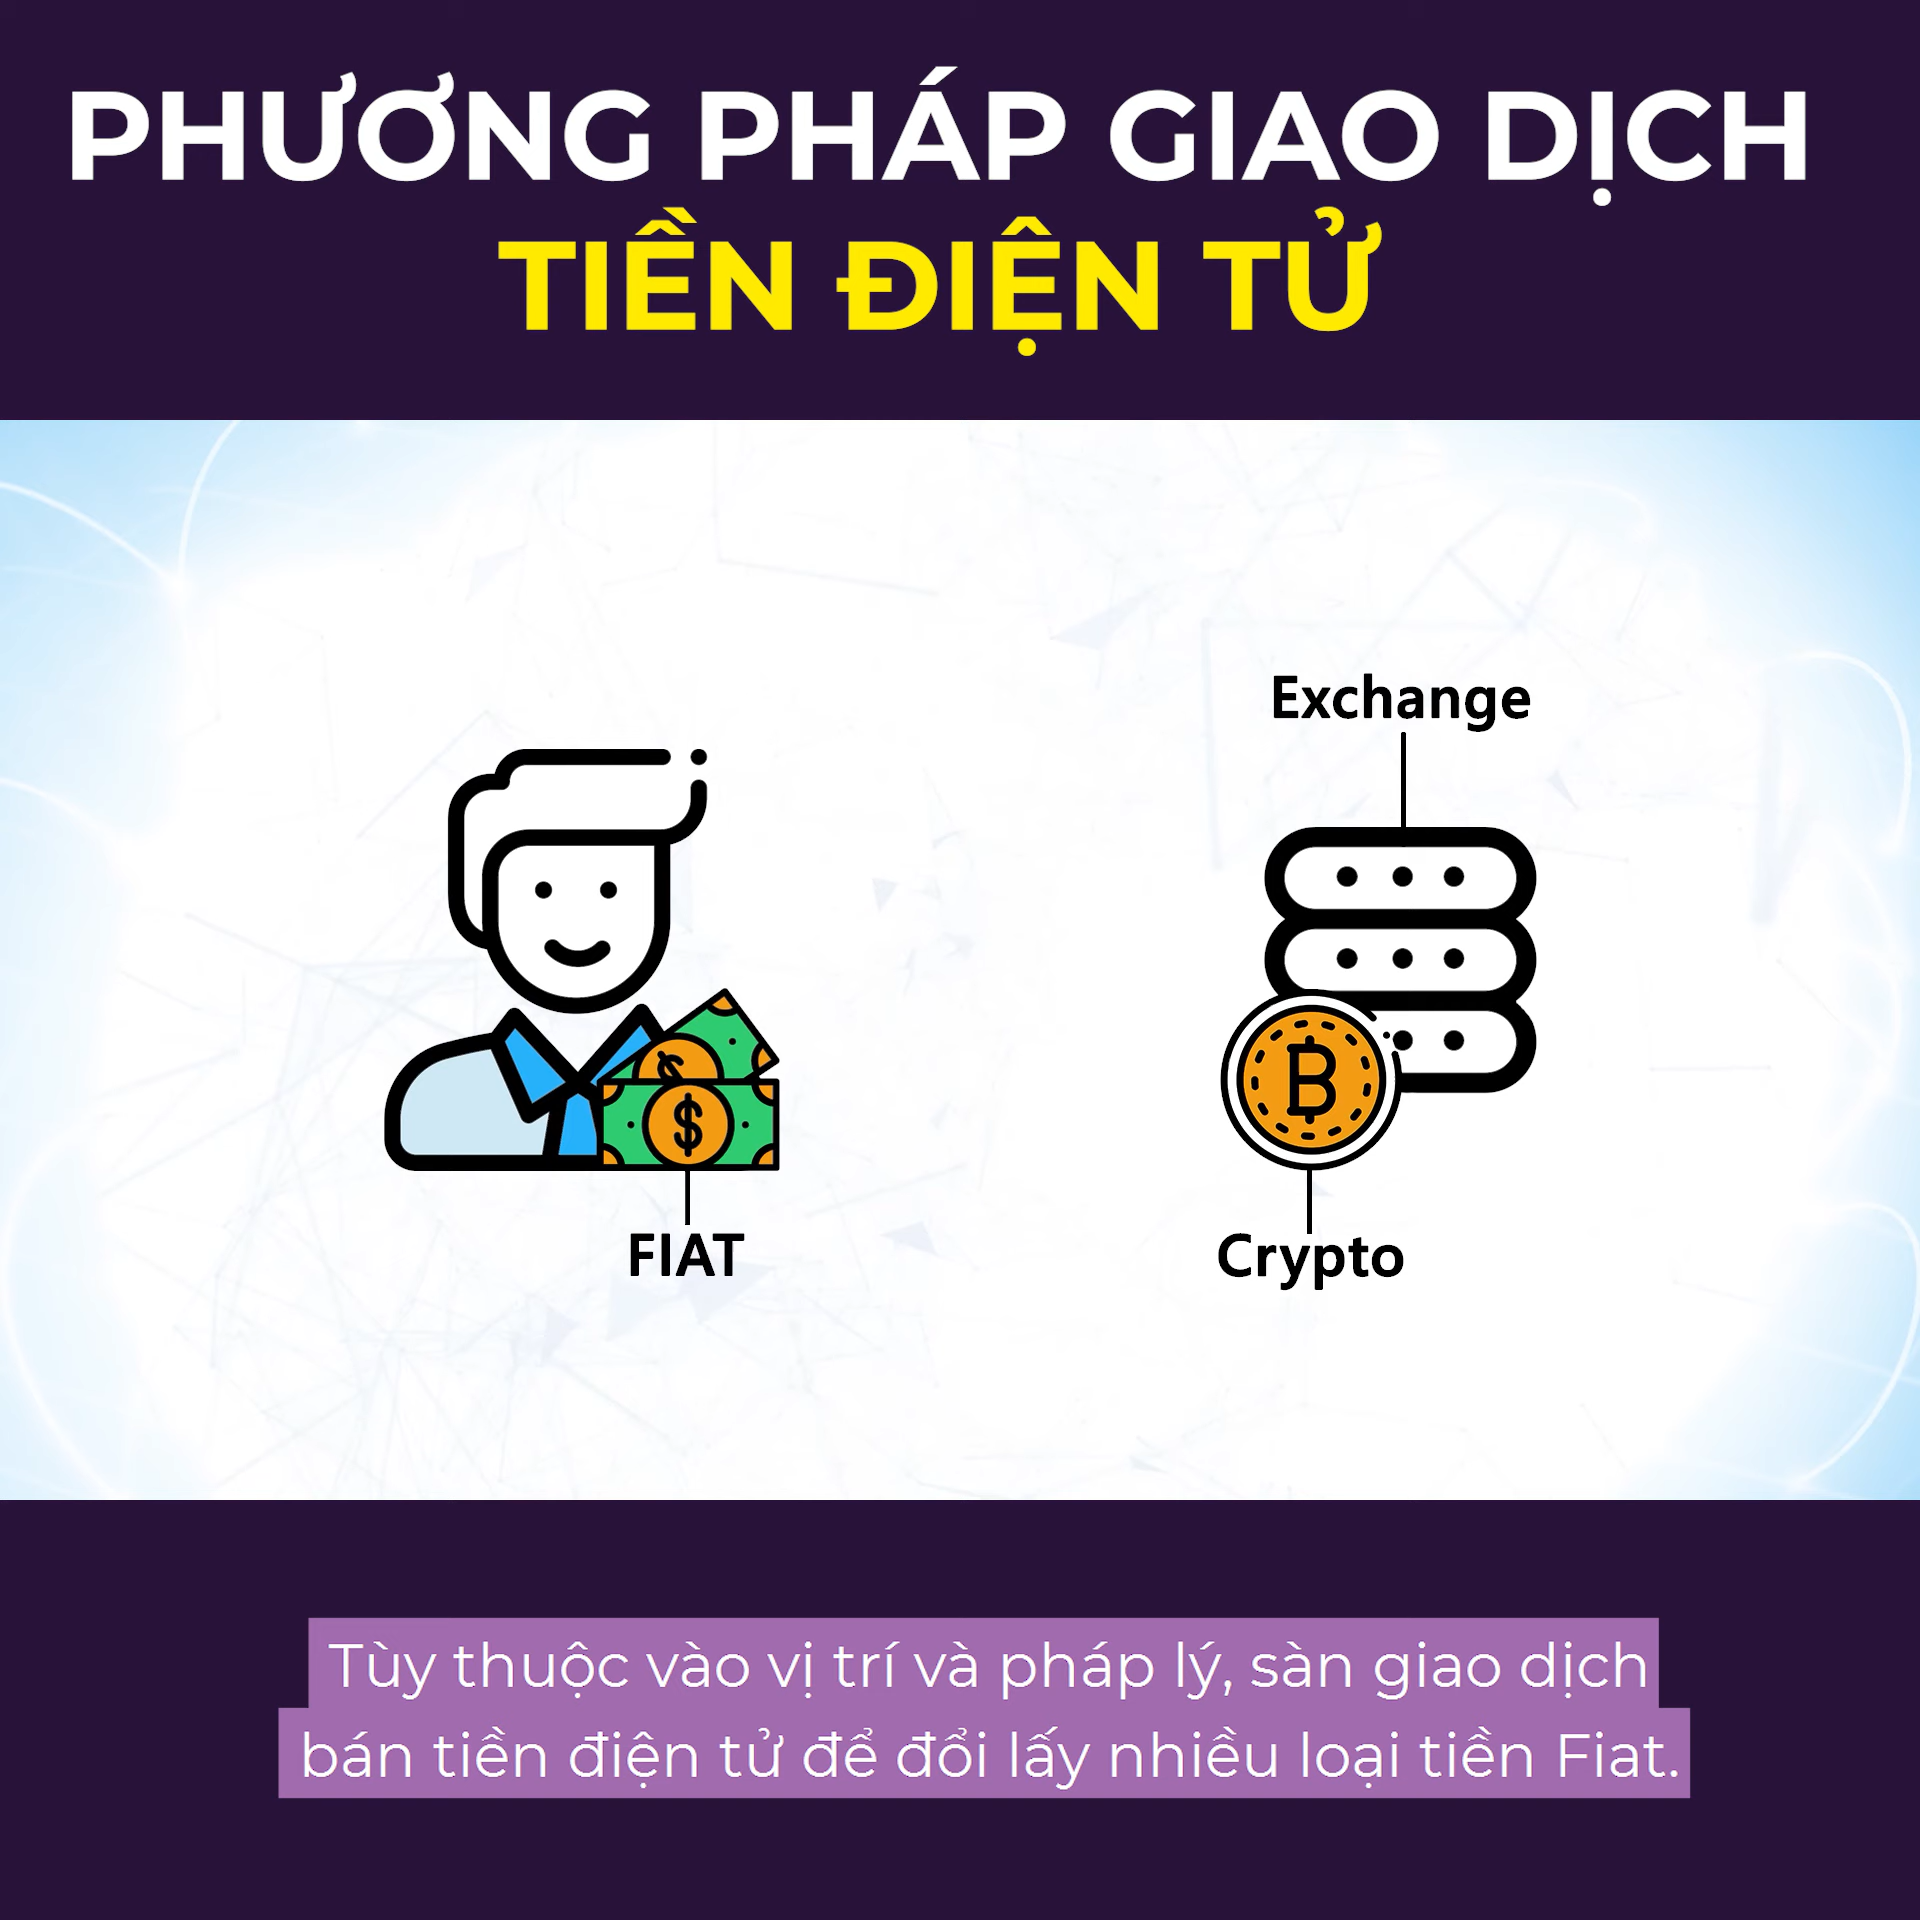 PHƯƠNG PHÁP GIAO DỊCH
TIỀN ĐIỆN TỬ
Exchange
FIAT
Crypto
Tùy thuộc vào vị trí và pháp lý, sàn giao dịch
bán tiền điện tử để đổi lấy nhiều loại tiền Fiat.